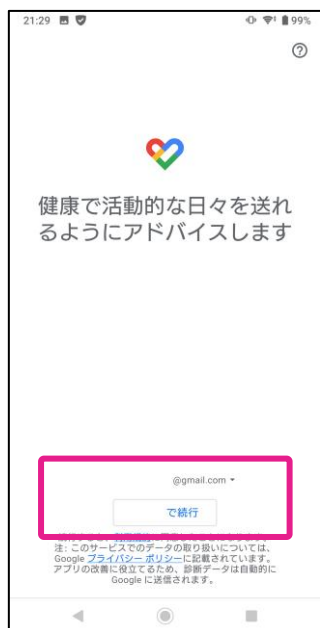 21:29
99%
健康で活動的な日々を送れ
るようにアドバイスします
@gmail.com
で続行
注: このサービスでのデータの取り扱いについては、
Google プライバシー ポリシーに記載されています。
アプリの改善に役立てるため、診断データは自動的に
Google に送信されます。